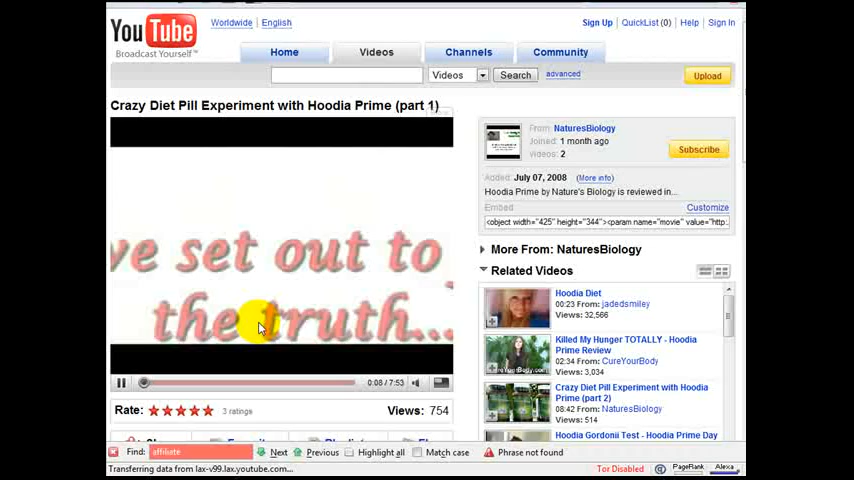 You Tube
Worldwide English
Sign Up QuickList (0) Help Sign In
Broadcast Yourself ™
Home Videos Channels Community
Videos Search advanced Upload
Crazy Diet Pill Experiment with Hoodia Prime (part 1)
ve set out to
the truth...
0:08 / 7:53
Rate: 3 ratings Views: 754
From: NaturesBiology
Joined: 1 month ago
Videos: 2
Subscribe
Added: July 07, 2008 (More info)
Hoodia Prime by Nature's Biology is reviewed in...
Embed Customize
<object width="425" height="344"><param name="movie" value="http:
More From: NaturesBiology
Related Videos
Hoodia Diet
00:23 From: jadedsmiley
Views: 32,566
Killed My Hunger TOTALLY - Hoodia
Prime Review
02:34 From: CureYourBody
Views: 3,034
Crazy Diet Pill Experiment with Hoodia
Prime (part 2)
08:42 From: NaturesBiology
Views: 514
Hoodia Gordonii Test - Hoodia Prime Day
Find: affiliate Next Previous Highlight all Match case Phrase not found
Transferring data from lax-v99.lax.youtube.com... Tor Disabled PageRank Alexa